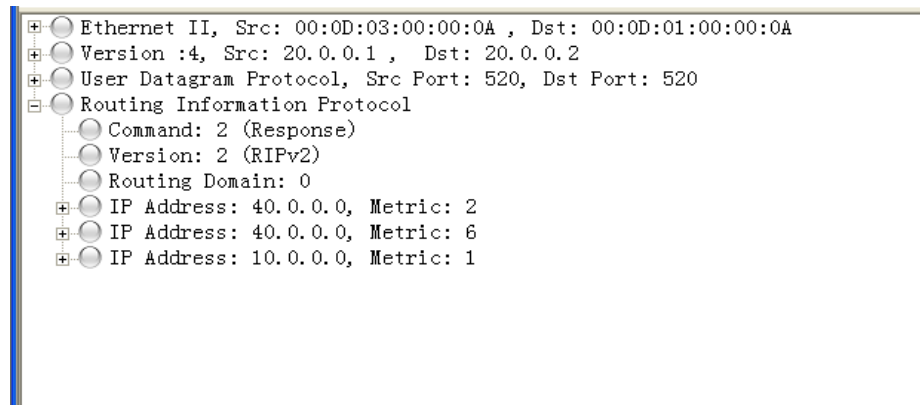 Ethernet II, Src: 00:0D:03:00:00:0A , Dst: 00:0D:01:00:00:0A
Version :4, Src: 20.0.0.1 , Dst: 20.0.0.2
User Datagram Protocol, Src Port: 520, Dst Port: 520
Routing Information Protocol
Command: 2 (Response)
Version: 2 (RIPv2)
Routing Domain: 0
IP Address: 40.0.0.0, Metric: 2
IP Address: 40.0.0.0, Metric: 6
IP Address: 10.0.0.0, Metric: 1